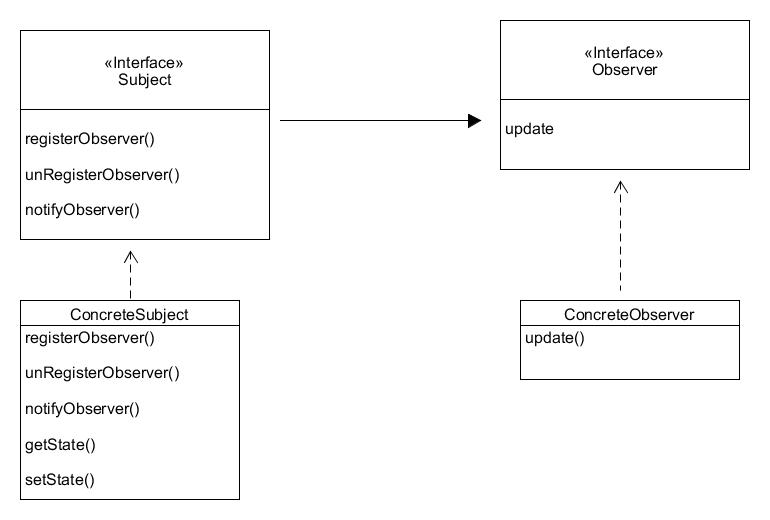 «Interface»
Subject
registerObserver()
unRegisterObserver()
notifyObserver()
«Interface»
Observer
update
ConcreteSubject
registerObserver()
unRegisterObserver()
notifyObserver()
getState()
setState()
ConcreteObserver
update()